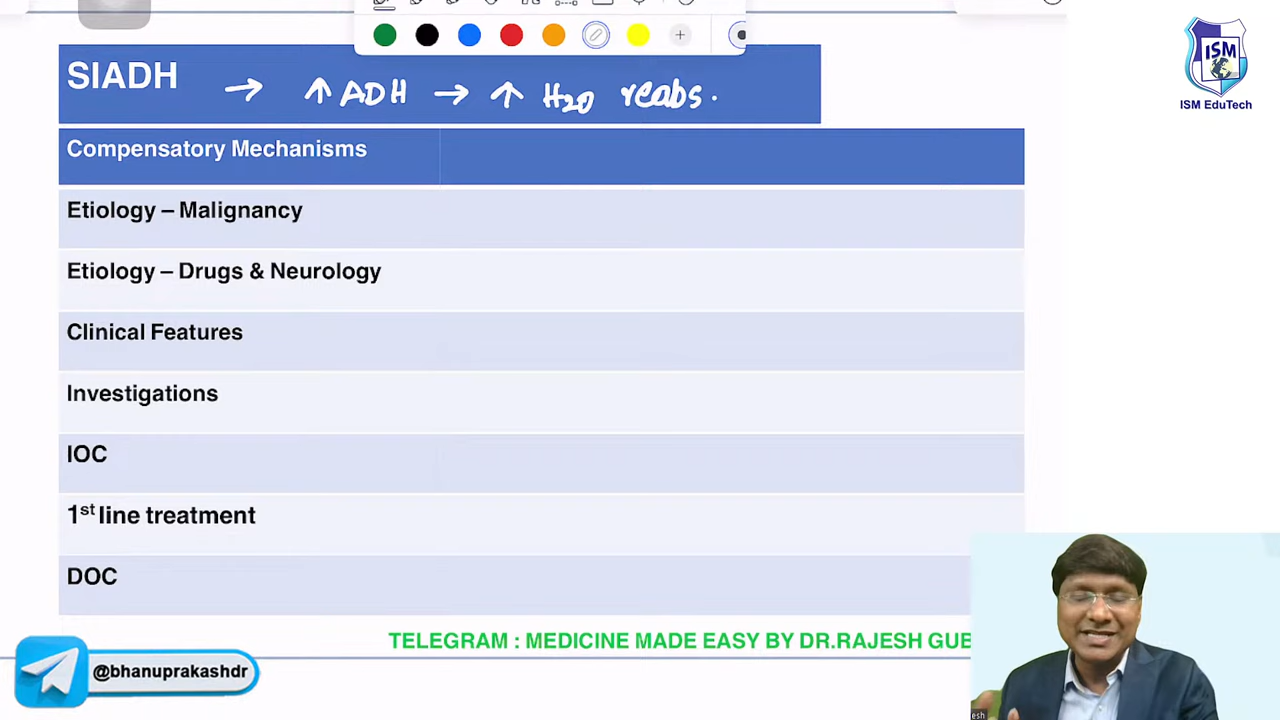 SIADH → ↑ ADH → ↑ H2O reabs.
ISM
ISM EduTech
Compensatory Mechanisms
Etiology – Malignancy
Etiology – Drugs & Neurology
Clinical Features
Investigations
IOC
1st line treatment
DOC
TELEGRAM : MEDICINE MADE EASY BY DR.RAJESH GUB
@bhanuprakashdr